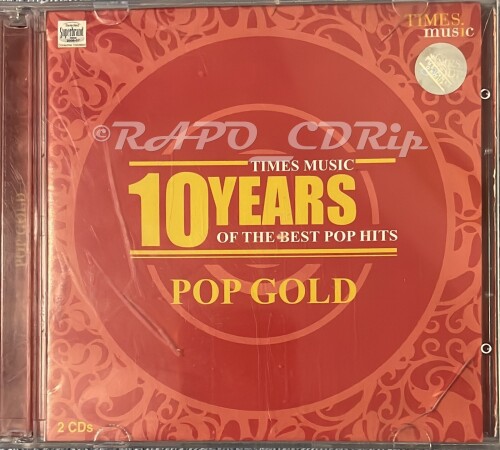 Superbrand
TIMES.
music
©RAPO CDRip
TIMES MUSIC
10 YEARS
OF THE BEST POP HITS
POP GOLD
POP GOLD
2 CDs